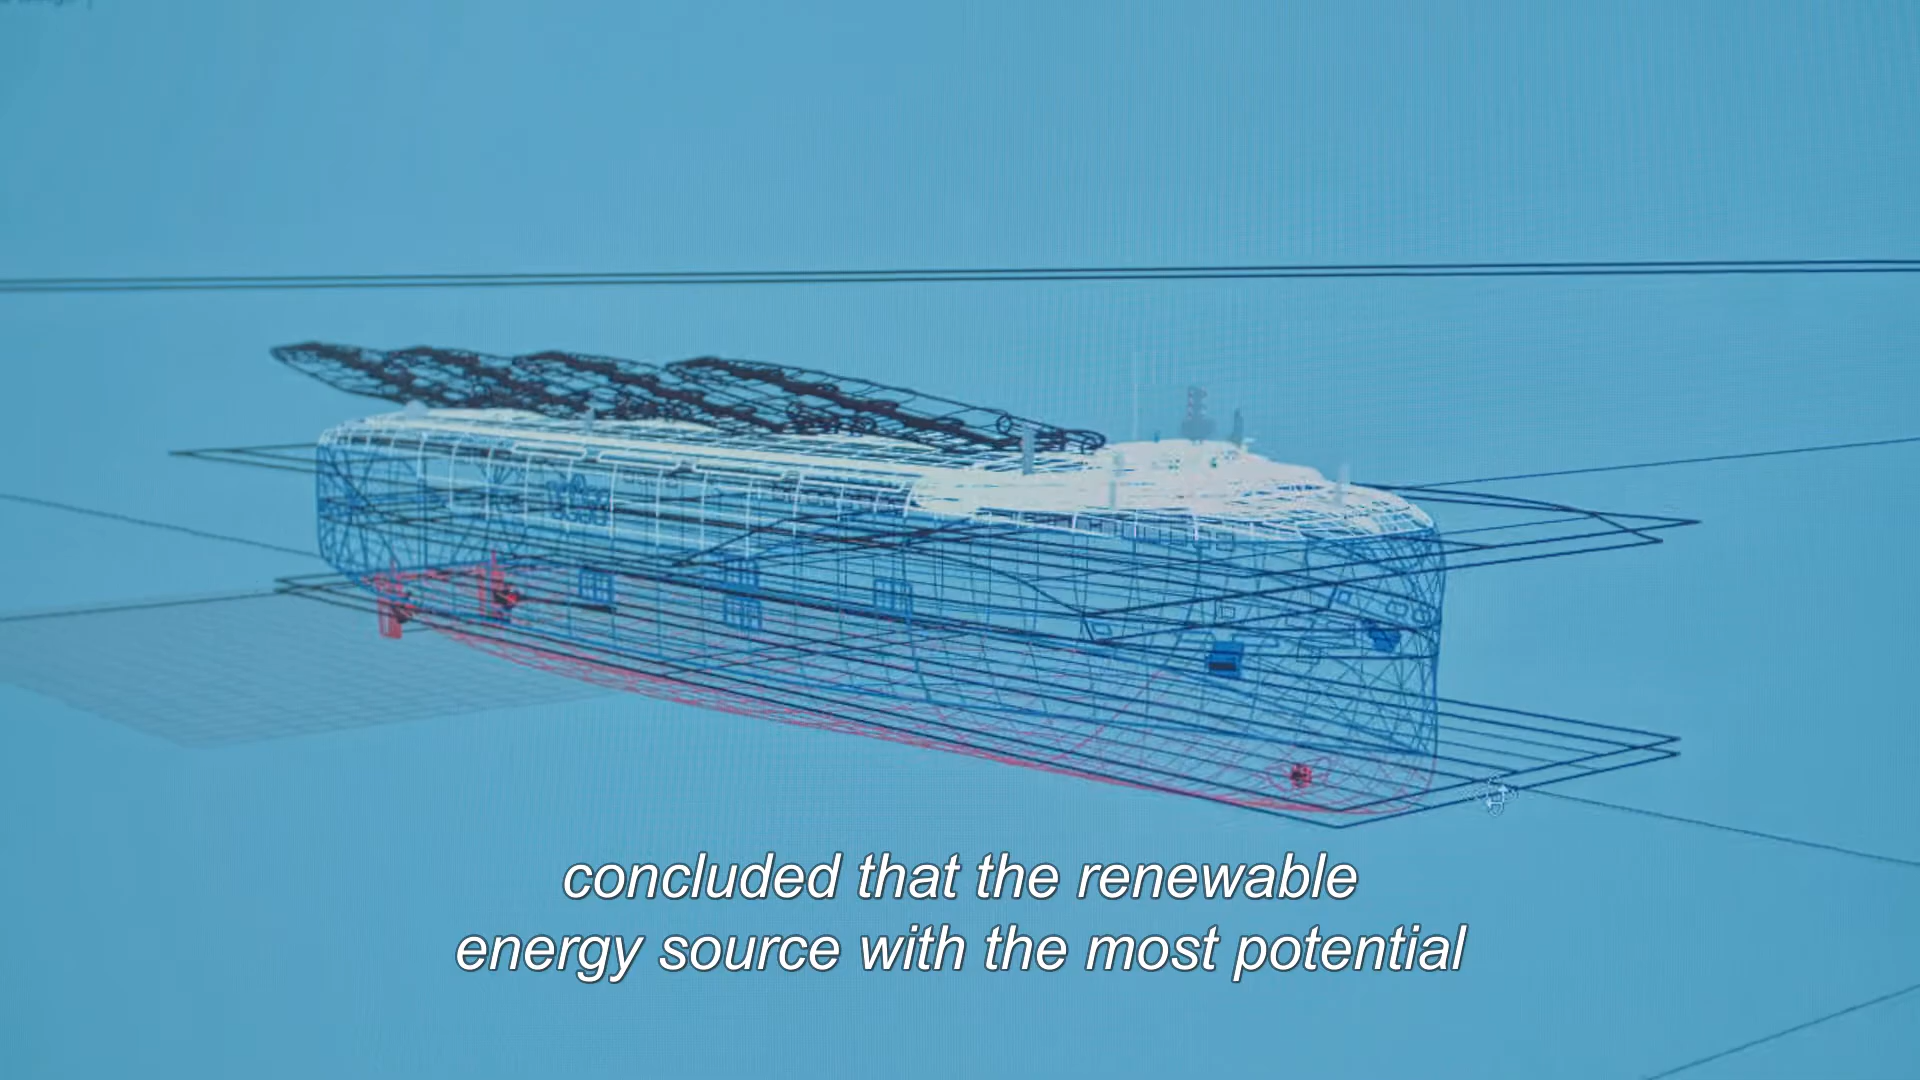 concluded that the renewable
energy source with the most potential